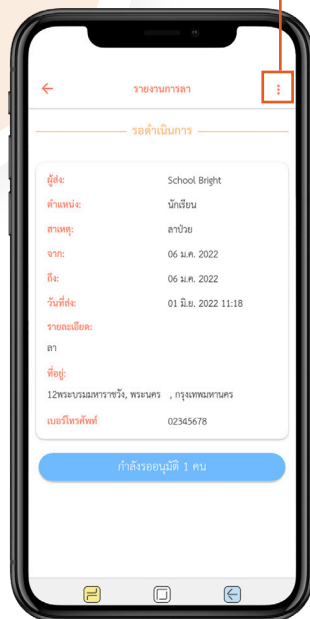 รายงานการลา
รอดำเนินการ
ผู้ส่ง: School Bright
ตำแหน่ง: นักเรียน
สาเหตุ: ลาป่วย
จาก: 06 ม.ค. 2022
ถึง: 06 ม.ค. 2022
วันที่ส่ง: 01 มิ.ย. 2022 11:18
รายละเอียด:
ลา
ที่อยู่:
12พระบรมมหาราชวัง, พระนคร , กรุงเทพมหานคร
เบอร์โทรศัพท์ 02345678
กำลังรออนุมัติ 1 คน